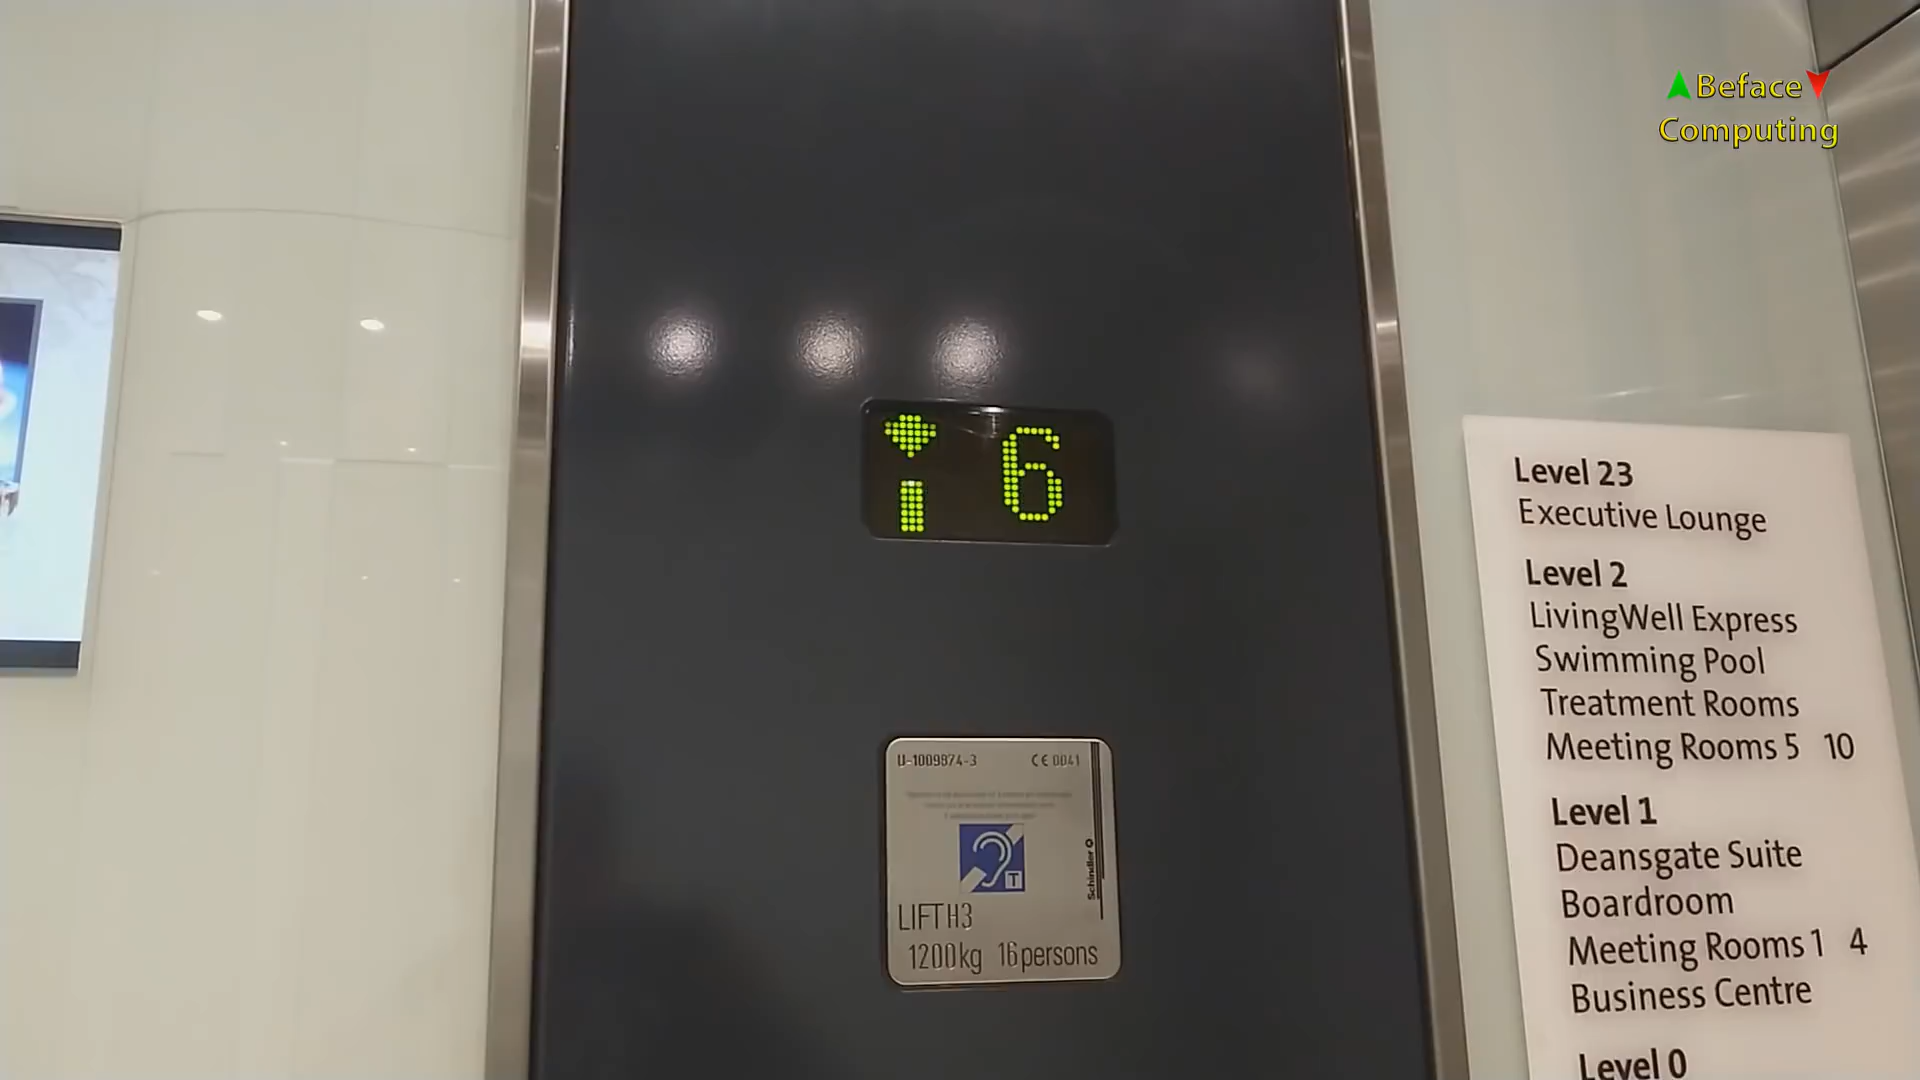 Beface
Computing
6
U-1009874-3 CE 0041
T
Schindler
LIFT H3
1200kg 16persons
Level 23
Executive Lounge
Level 2
LivingWell Express
Swimming Pool
Treatment Rooms
Meeting Rooms 5 10
Level 1
Deansgate Suite
Boardroom
Meeting Rooms 1 4
Business Centre
Level 0